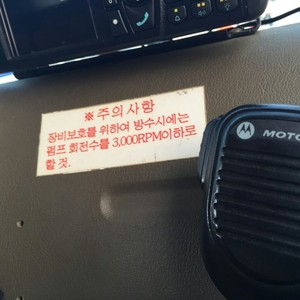 ※ 주의사항
장비보호를 위하여 방수시에는
펌프 회전수를 3,000RPM이하로
할 것.
MOTO